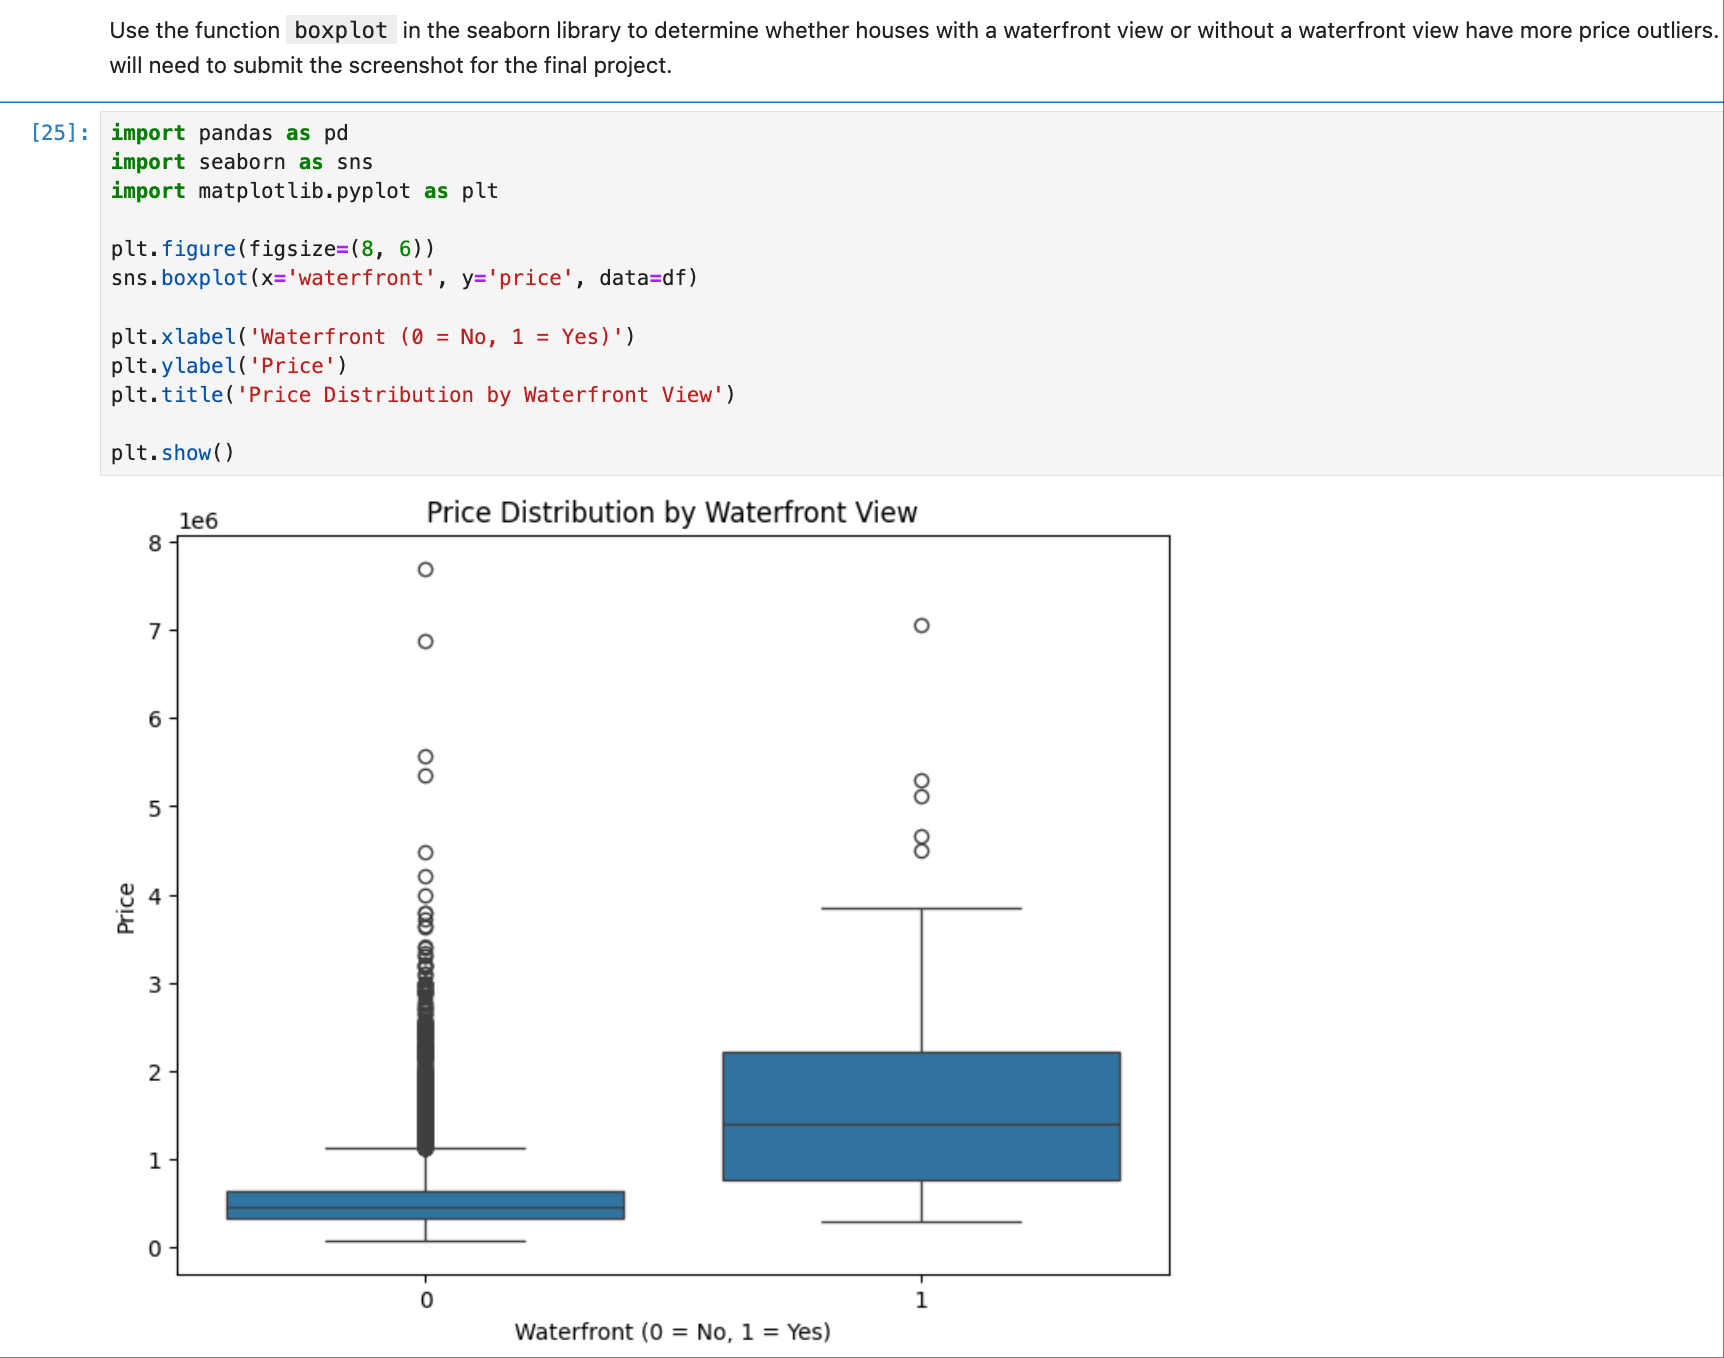 Use the function boxplot in the seaborn library to determine whether houses with a waterfront view or without a waterfront view have more price outliers.
will need to submit the screenshot for the final project.
[25]:
import pandas as pd
import seaborn as sns
import matplotlib.pyplot as plt
plt.figure(figsize=(8, 6))
sns.boxplot(x='waterfront', y='price', data=df)
plt.xlabel('Waterfront (0 = No, 1 = Yes)')
plt.ylabel('Price')
plt.title('Price Distribution by Waterfront View')
plt.show()
Price Distribution by Waterfront View
1e6
8
7
6
5
4
3
2
1
0
Price
0 1
Waterfront (0 = No, 1 = Yes)